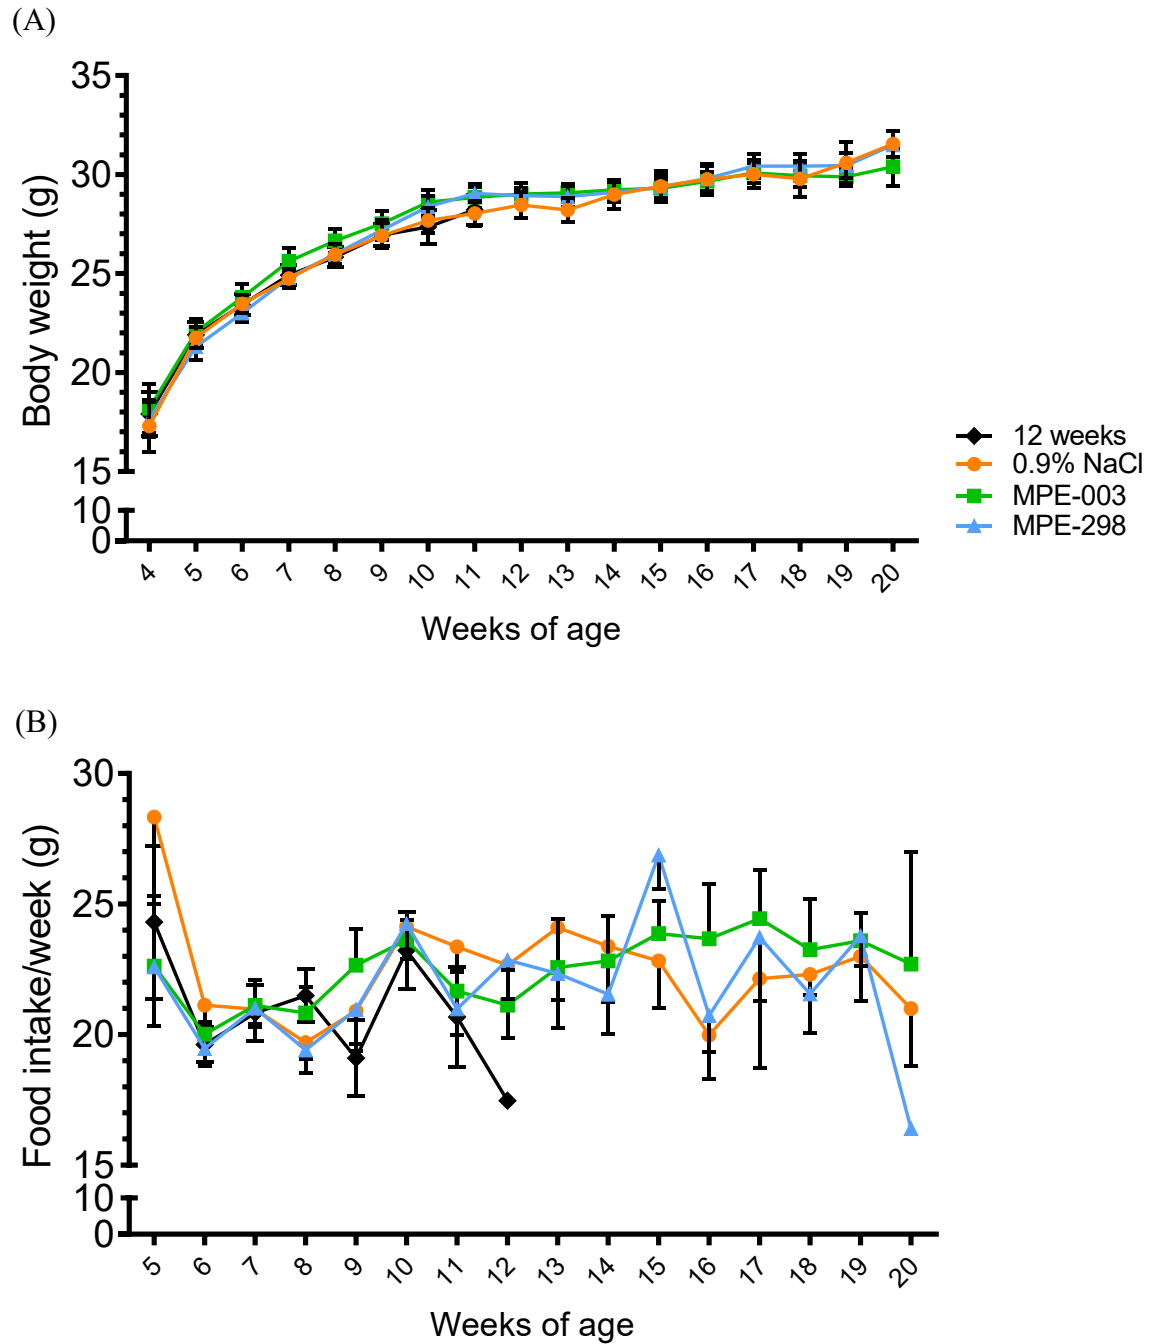 (A)
35
30
25
20
15
10
0
Body weight (g)
4 5 6 7 8 9 10 11 12 13 14 15 16 17 18 19 20
Weeks of age
12 weeks
0.9% NaCl
MPE-003
MPE-298
(B)
30
25
20
15
10
0
Food intake/week (g)
5 6 7 8 9 10 11 12 13 14 15 16 17 18 19 20
Weeks of age